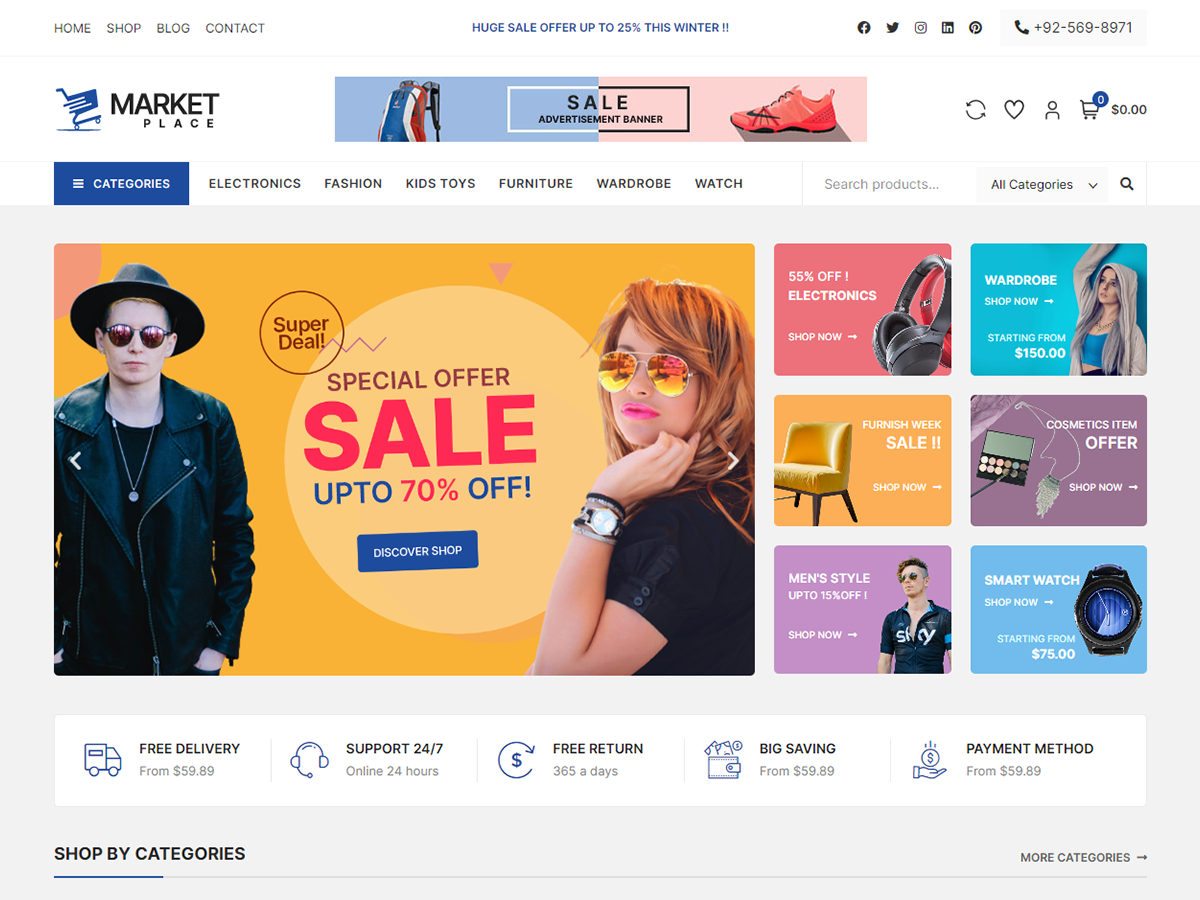 HOME SHOP BLOG CONTACT
HUGE SALE OFFER UP TO 25% THIS WINTER !!
+92-569-8971
MARKET
PLACE
SALE
ADVERTISEMENT BANNER
0
$0.00
CATEGORIES
ELECTRONICS FASHION KIDS TOYS FURNITURE WARDROBE WATCH
Search products...
All Categories
Super
Deal!
SPECIAL OFFER
SALE
UPTO 70% OFF!
DISCOVER SHOP
55% OFF !
ELECTRONICS
SHOP NOW
WARDROBE
SHOP NOW
STARTING FROM
$150.00
FURNISH WEEK
SALE !!
SHOP NOW
COSMETICS ITEM
OFFER
SHOP NOW
MEN'S STYLE
UPTO 15%OFF !
SHOP NOW
sky
SMART WATCH
SHOP NOW
STARTING FROM
$75.00
FREE DELIVERY
From $59.89
SUPPORT 24/7
Online 24 hours
$
FREE RETURN
365 a days
BIG SAVING
From $59.89
$
PAYMENT METHOD
From $59.89
SHOP BY CATEGORIES
MORE CATEGORIES